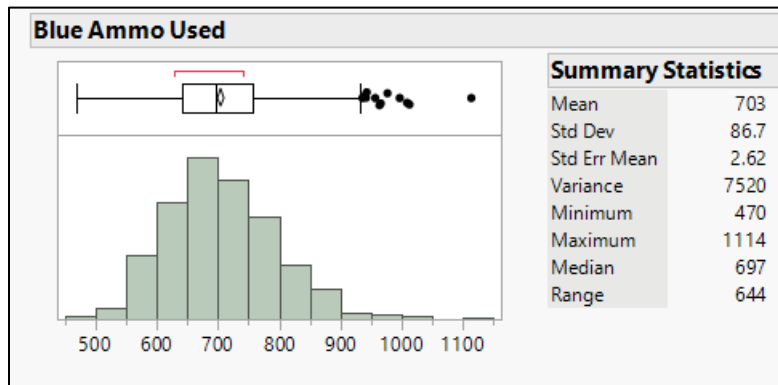 Blue Ammo Used
Summary Statistics
Mean 703
Std Dev 86.7
Std Err Mean 2.62
Variance 7520
Minimum 470
Maximum 1114
Median 697
Range 644
500 600 700 800 900 1000 1100